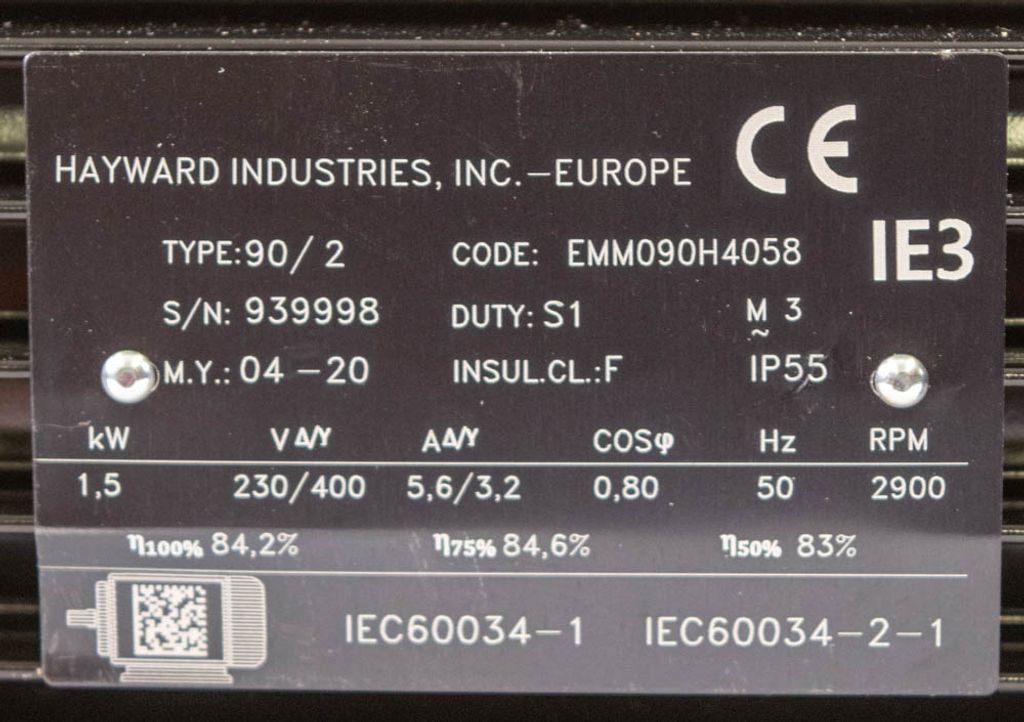 CE
HAYWARD INDUSTRIES, INC.–EUROPE
IE3
TYPE: 90 / 2 CODE: EMM090H4058
S/N: 939998 DUTY: S1 M 3 ~
M.Y.: 04 – 20 INSUL.CL.: F IP55
kW V Δ/Y A Δ/Y COSφ Hz RPM
1,5 230/400 5,6/3,2 0,80 50 2900
η100% 84,2% η75% 84,6% η50% 83%
IEC60034-1 IEC60034-2-1